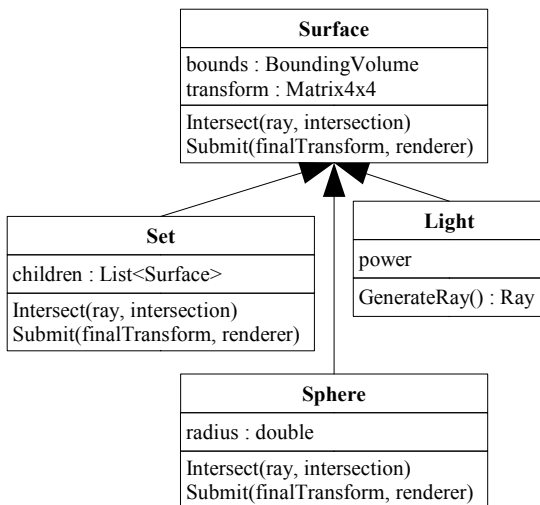 Surface
bounds : BoundingVolume
transform : Matrix4x4
Intersect(ray, intersection)
Submit(finalTransform, renderer)
Set
children : List<Surface>
Intersect(ray, intersection)
Submit(finalTransform, renderer)
Light
power
GenerateRay() : Ray
Sphere
radius : double
Intersect(ray, intersection)
Submit(finalTransform, renderer)